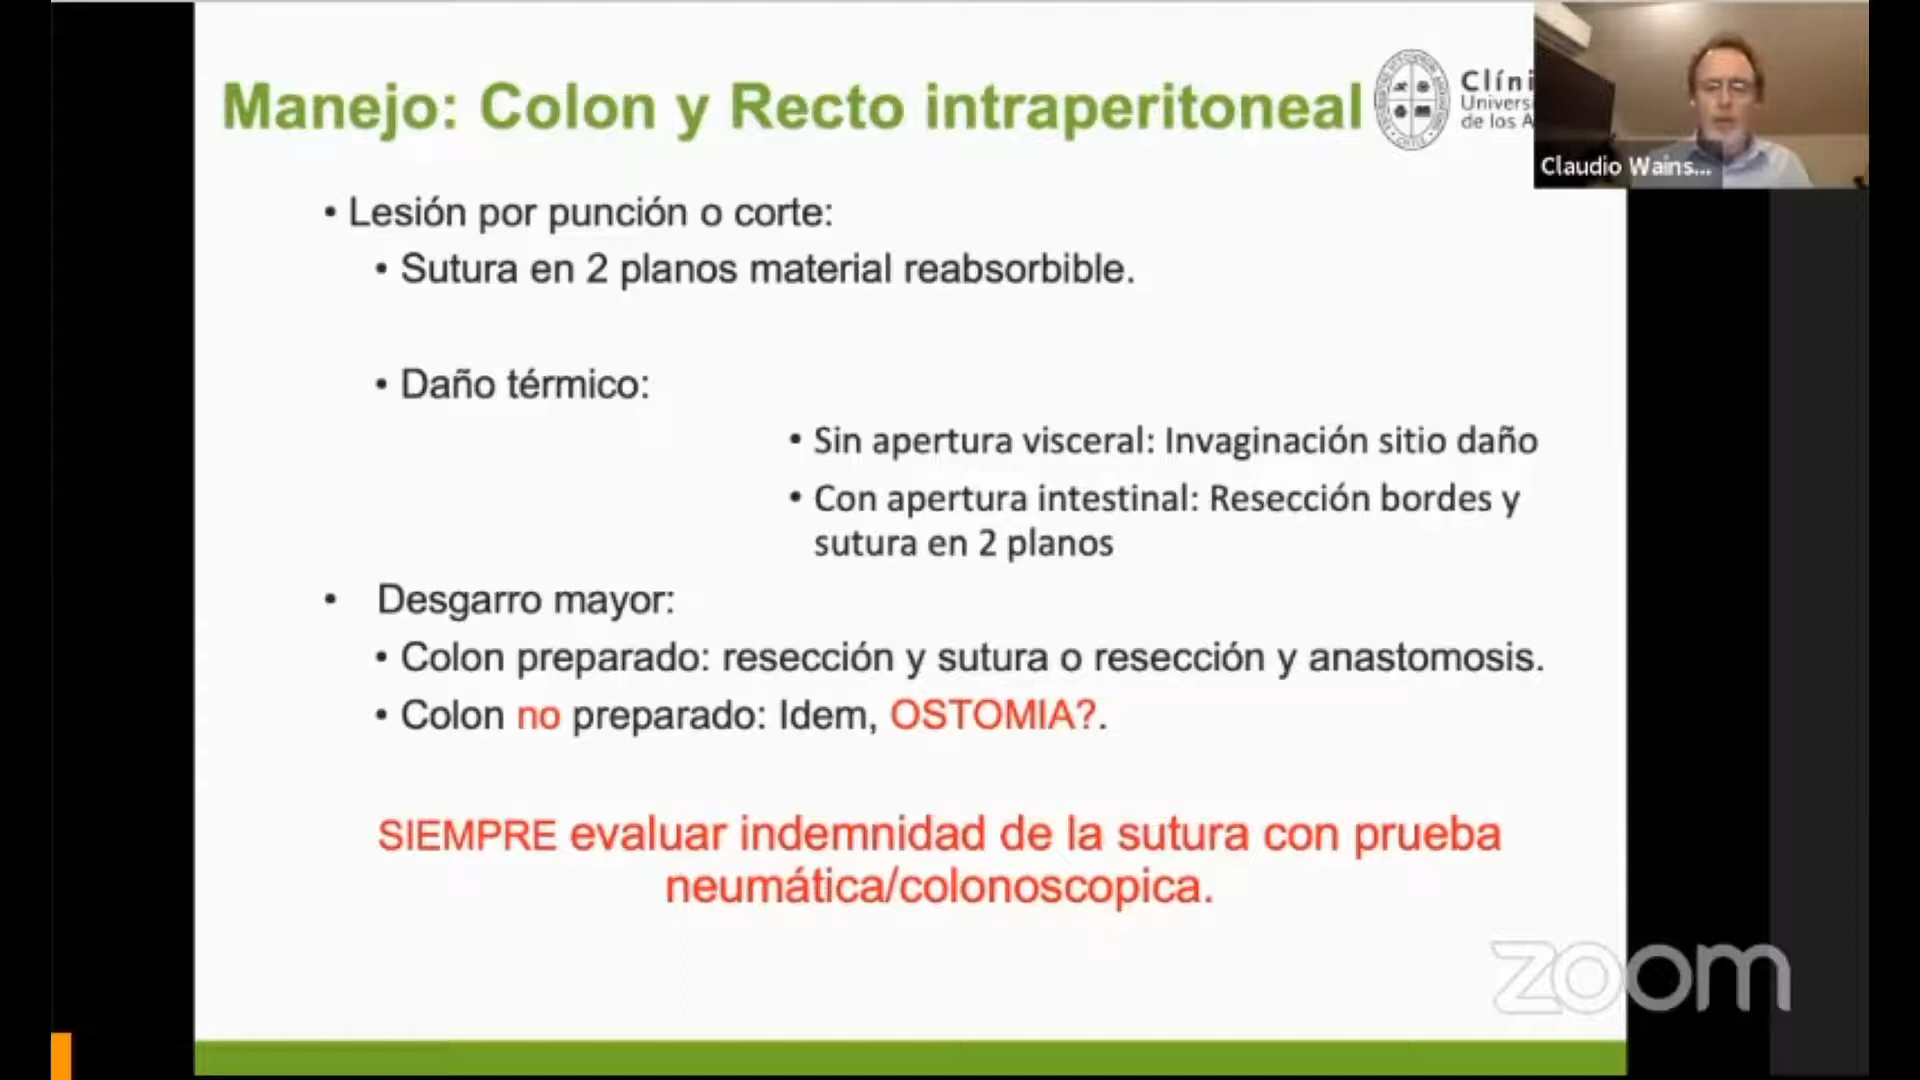 Manejo: Colon y Recto intraperitoneal
Clíni
Univers
de los A
Claudio Wains...
• Lesión por punción o corte:
• Sutura en 2 planos material reabsorbible.
• Daño térmico:
• Sin apertura visceral: Invaginación sitio daño
• Con apertura intestinal: Resección bordes y
sutura en 2 planos
• Desgarro mayor:
• Colon preparado: resección y sutura o resección y anastomosis.
• Colon no preparado: Idem, OSTOMIA?.
SIEMPRE evaluar indemnidad de la sutura con prueba
neumática/colonoscopica.
zoom